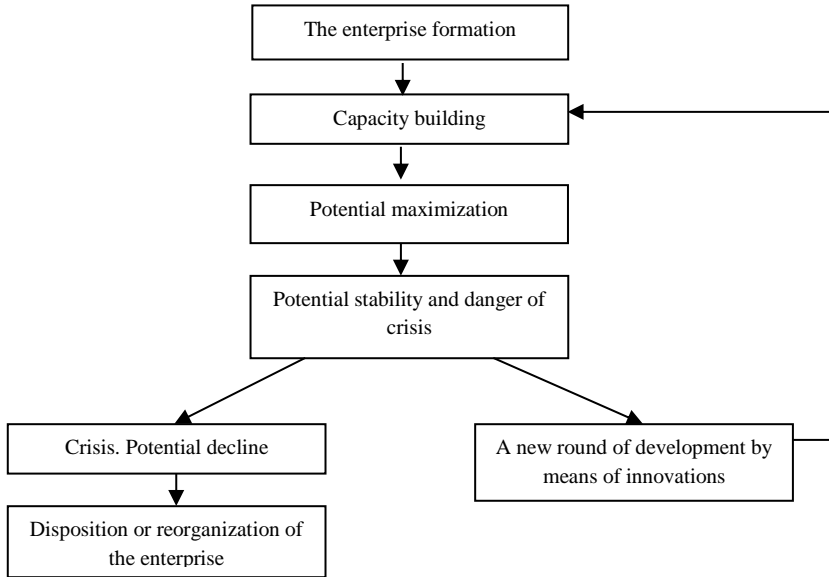 The enterprise formation
Capacity building
Potential maximization
Potential stability and danger of
crisis
Crisis. Potential decline
A new round of development by
means of innovations
Disposition or reorganization of
the enterprise